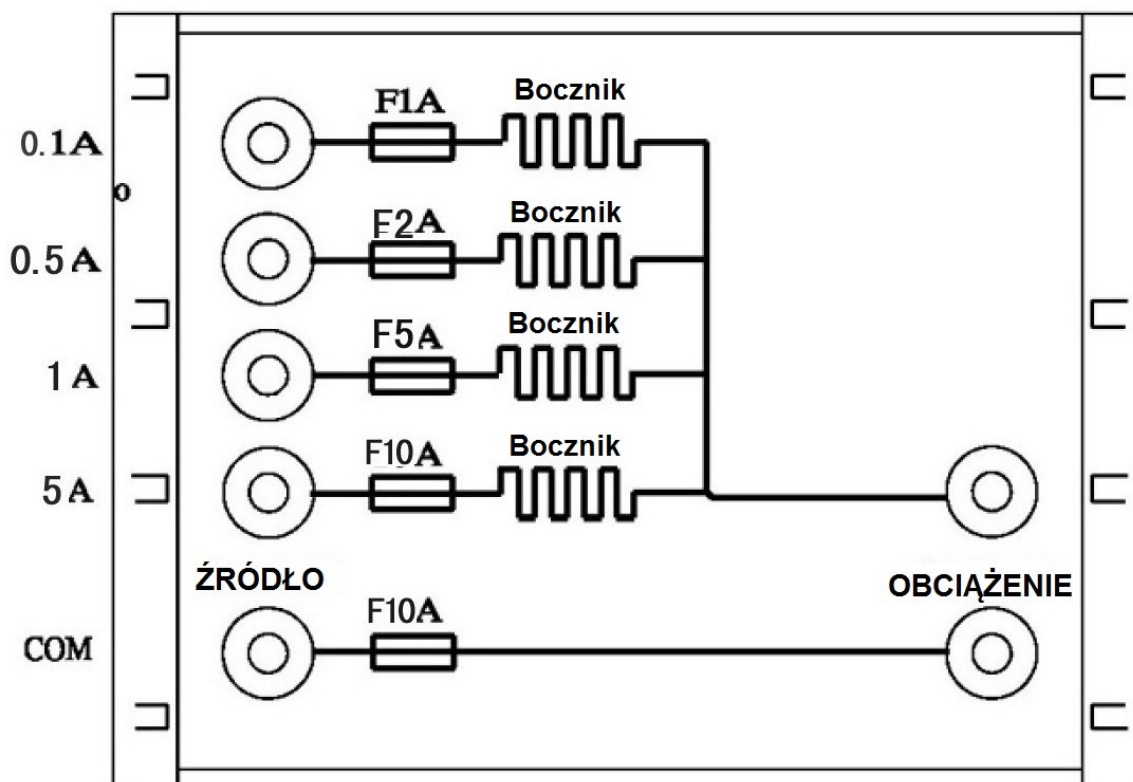 0.1A
F1A
Bocznik
o
0.5A
F2A
Bocznik
1A
F5A
Bocznik
5A
F10A
Bocznik
ŹRÓDŁO
OBCIĄŻENIE
COM
F10A